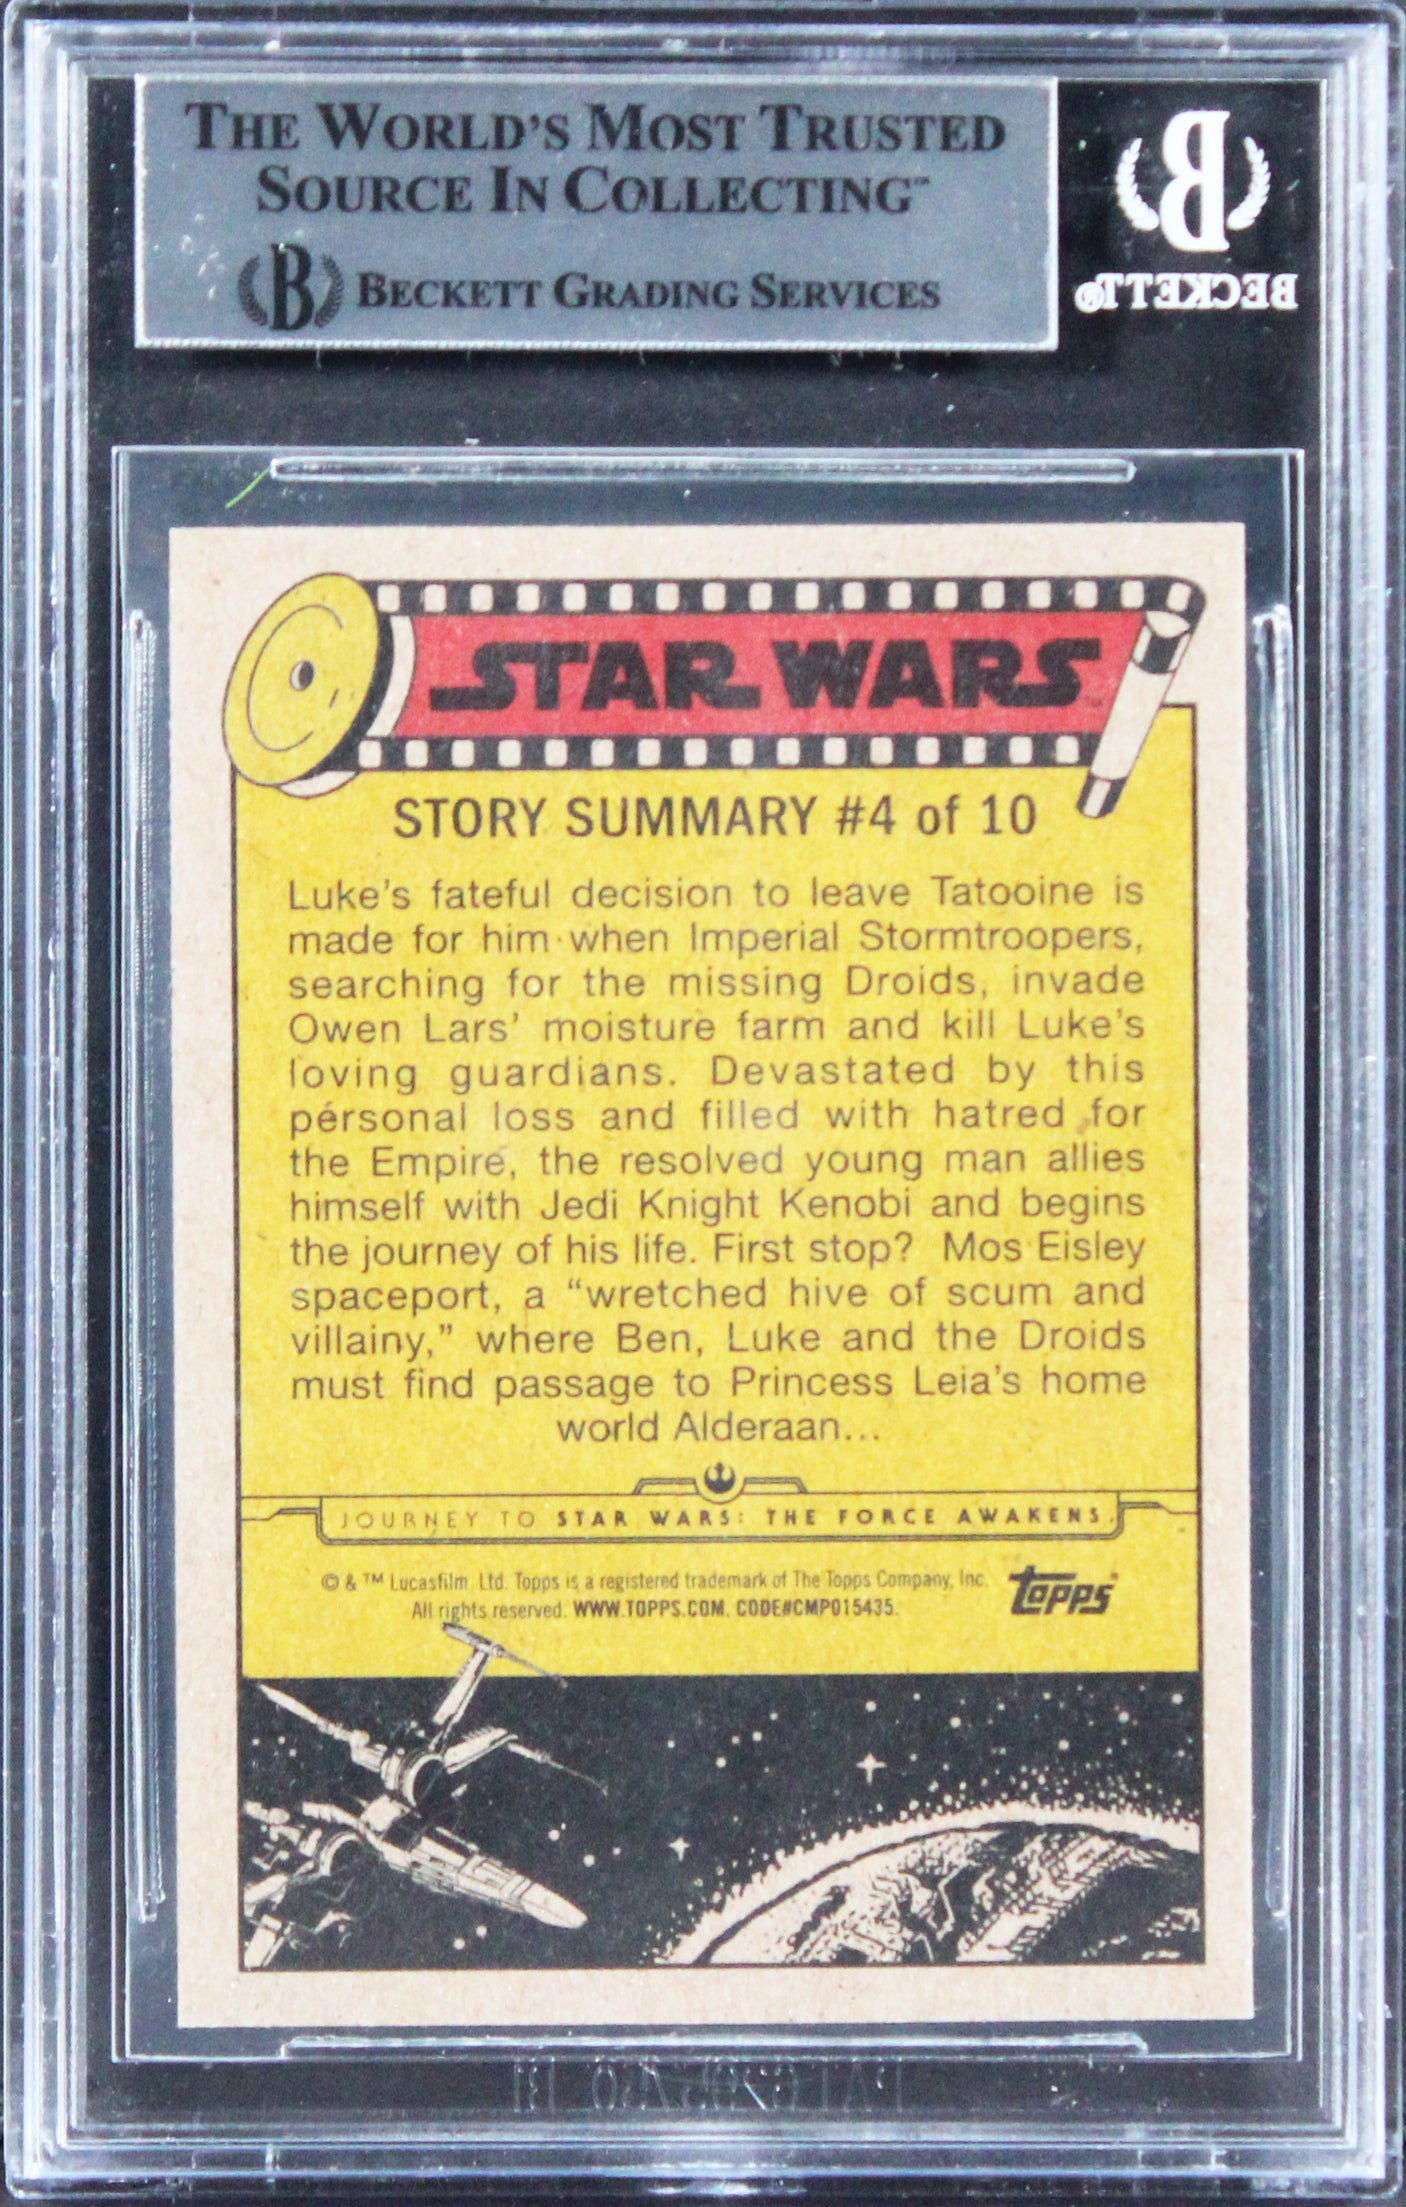 THE WORLD'S MOST TRUSTED
SOURCE IN COLLECTING™
B BECKETT GRADING SERVICES
B
BECKETT®
STAR WARS™
STORY SUMMARY #4 of 10
Luke's fateful decision to leave Tatooine is
made for him when Imperial Stormtroopers,
searching for the missing Droids, invade
Owen Lars' moisture farm and kill Luke's
loving guardians. Devastated by this
personal loss and filled with hatred for
the Empire, the resolved young man allies
himself with Jedi Knight Kenobi and begins
the journey of his life. First stop? Mos Eisley
spaceport, a “wretched hive of scum and
villainy,” where Ben, Luke and the Droids
must find passage to Princess Leia's home
world Alderaan...
JOURNEY TO STAR WARS: THE FORCE AWAKENS.
© & ™ Lucasfilm Ltd. Topps is a registered trademark of The Topps Company, Inc.
All rights reserved. WWW.TOPPS.COM. CODE#CMP015435.
topps®